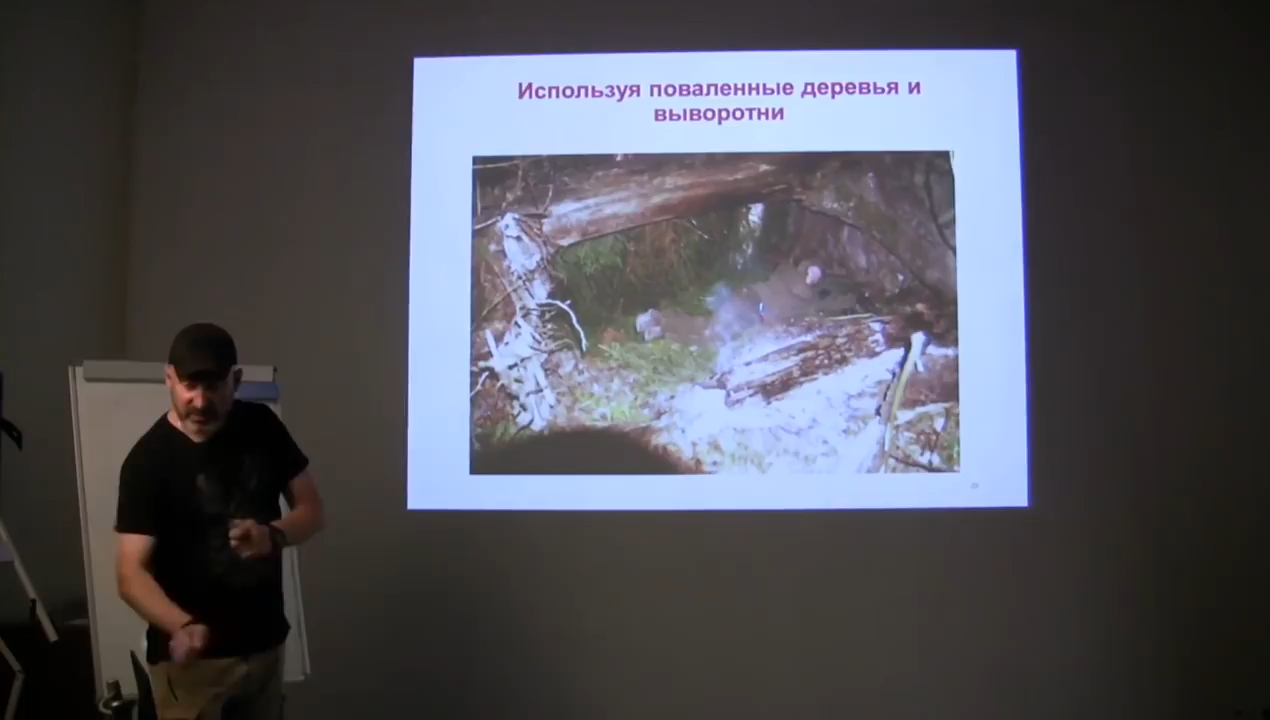 Используя поваленные деревья и
выворотни